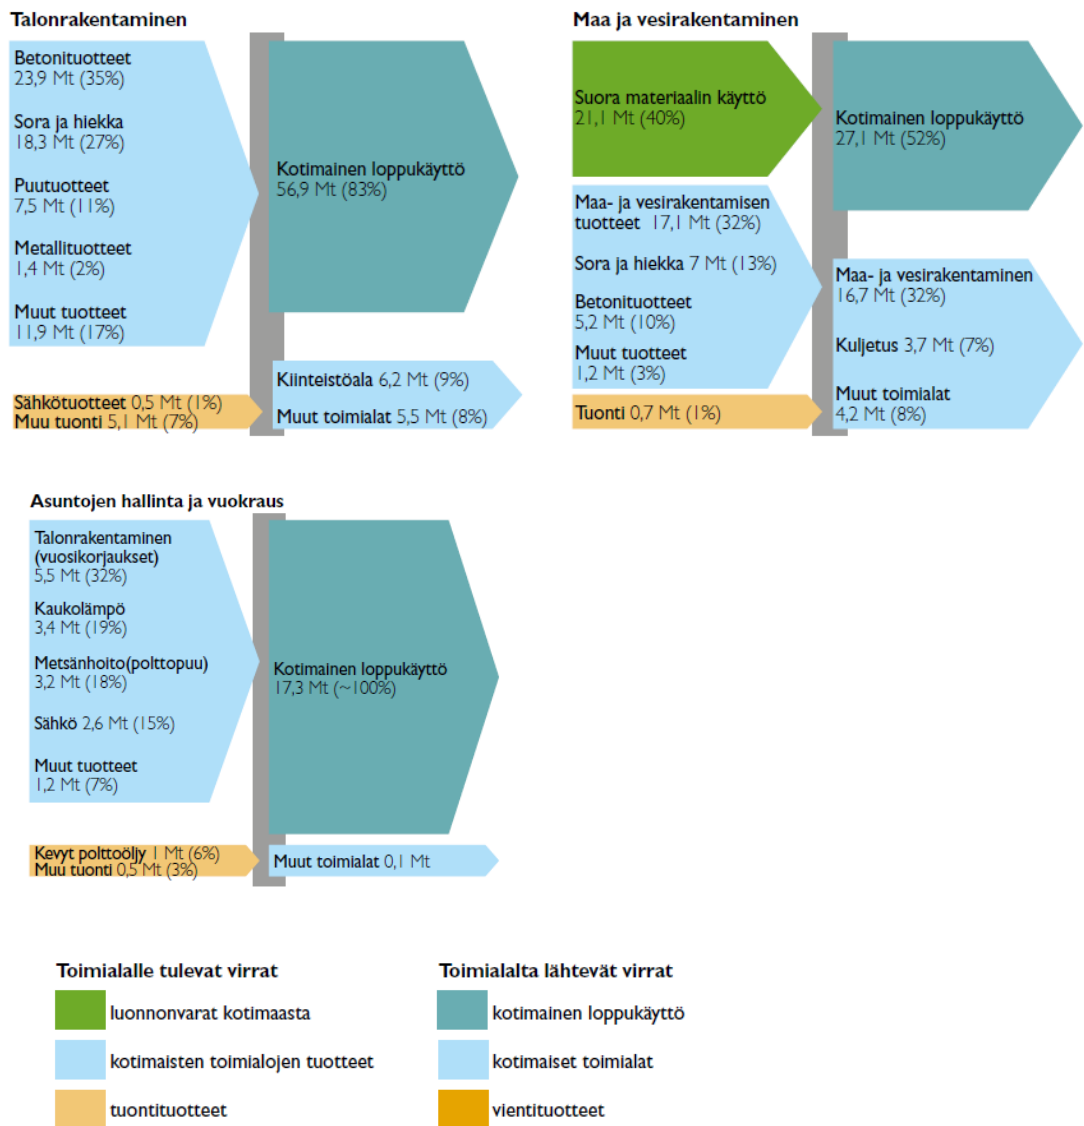 Talonrakentaminen
Betonituotteet
23,9 Mt (35%)
Sora ja hiekka
18,3 Mt (27%)
Puutuotteet
7,5 Mt (11%)
Metallituotteet
1,4 Mt (2%)
Muut tuotteet
11,9 Mt (17%)
Sähkötuotteet 0,5 Mt (1%)
Muu tuonti 5,1 Mt (7%)
Kotimainen loppukäyttö
56,9 Mt (83%)
Kiinteistöala 6,2 Mt (9%)
Muut toimialat 5,5 Mt (8%)
Maa ja vesirakentaminen
Suora materiaalin käyttö
21,1 Mt (40%)
Maa- ja vesirakentamisen
tuotteet 17,1 Mt (32%)
Sora ja hiekka 7 Mt (13%)
Betonituotteet
5,2 Mt (10%)
Muut tuotteet
1,2 Mt (3%)
Tuonti 0,7 Mt (1%)
Kotimainen loppukäyttö
27,1 Mt (52%)
Maa- ja vesirakentaminen
16,7 Mt (32%)
Kuljetus 3,7 Mt (7%)
Muut toimialat
4,2 Mt (8%)
Asuntojen hallinta ja vuokraus
Talonrakentaminen
(vuosikorjaukset)
5,5 Mt (32%)
Kaukolämpö
3,4 Mt (19%)
Metsänhoito(polttopuu)
3,2 Mt (18%)
Sähkö 2,6 Mt (15%)
Muut tuotteet
1,2 Mt (7%)
Kevyt polttoöljy 1 Mt (6%)
Muu tuonti 0,5 Mt (3%)
Kotimainen loppukäyttö
17,3 Mt (~100%)
Muut toimialat 0,1 Mt
Toimialalle tulevat virrat
luonnonvarat kotimaasta
kotimaisten toimialojen tuotteet
tuontituotteet
Toimialalta lähtevät virrat
kotimainen loppukäyttö
kotimaiset toimialat
vientituotteet